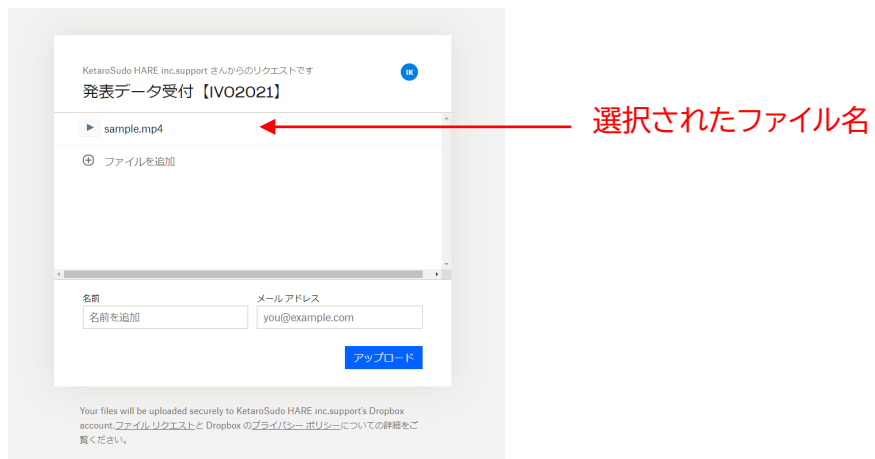 KetaroSudo HARE inc.support さんからのリクエストです
IK
発表データ受付【IVO2021】
sample.mp4
選択されたファイル名
ファイルを追加
名前
メール アドレス
名前を追加
you@example.com
アップロード
Your files will be uploaded securely to KetaroSudo HARE inc.support's Dropbox
account.ファイル リクエストと Dropbox のプライバシー ポリシーについての詳細をご
覧ください。